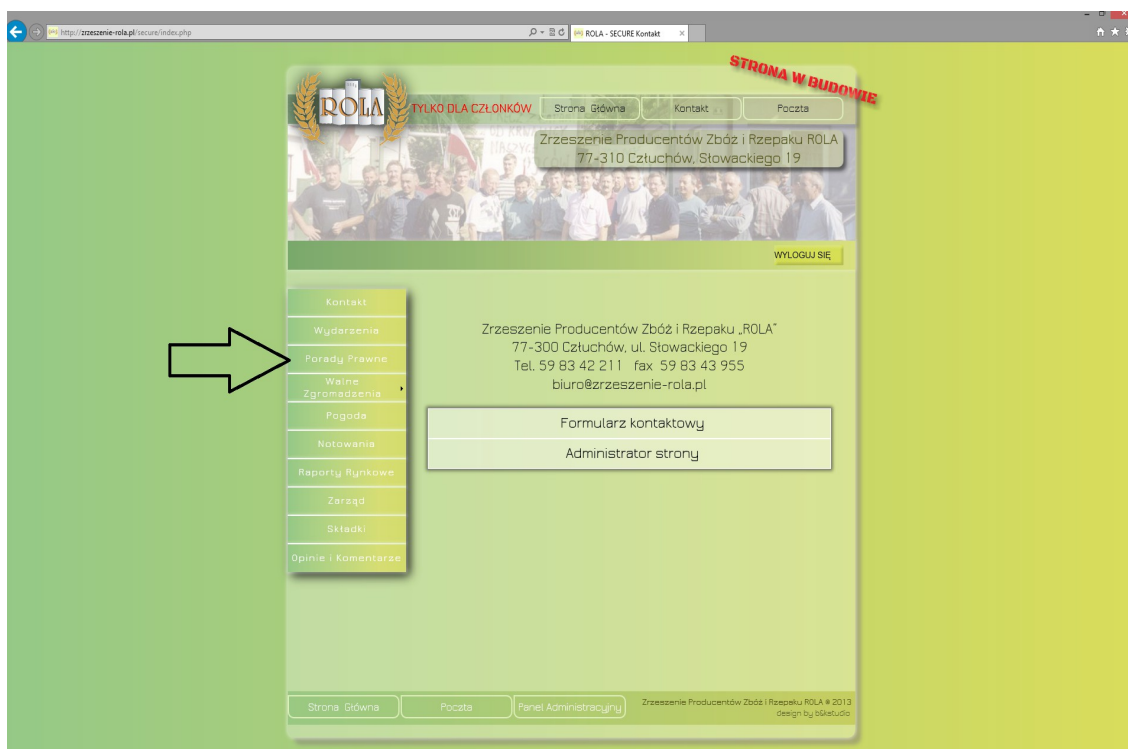 http://zrzeszenie-rola.pl/secure/index.php
ROLA - SECURE Kontakt
STRONA W BUDOWIE
ROLA
TYLKO DLA CZŁONKÓW
Strona Główna
Kontakt
Poczta
Zrzeszenie Producentów Zbóz i Rzepaku ROLA
77-310 Człuchów, Słowackiego 19
WYLOGUJ SIĘ
Kontakt
Wydarzenia
Porady Prawne
Walne
Zgromadzenia
Pogoda
Notowania
Raporty Rynkowe
Zarząd
Składki
Opinie i Komentarze
Zrzeszenie Producentów Zbóż i Rzepaku „ROLA”
77-300 Człuchów, ul. Słowackiego 19
Tel. 59 83 42 211 fax 59 83 43 955
biuro@zrzeszenie-rola.pl
Formularz kontaktowy
Administrator strony
Strona Główna
Poczta
Panel Administracyjny
Zrzeszenie Producentów Zbóż i Rzepaku ROLA ® 2013
design by b&kstudio